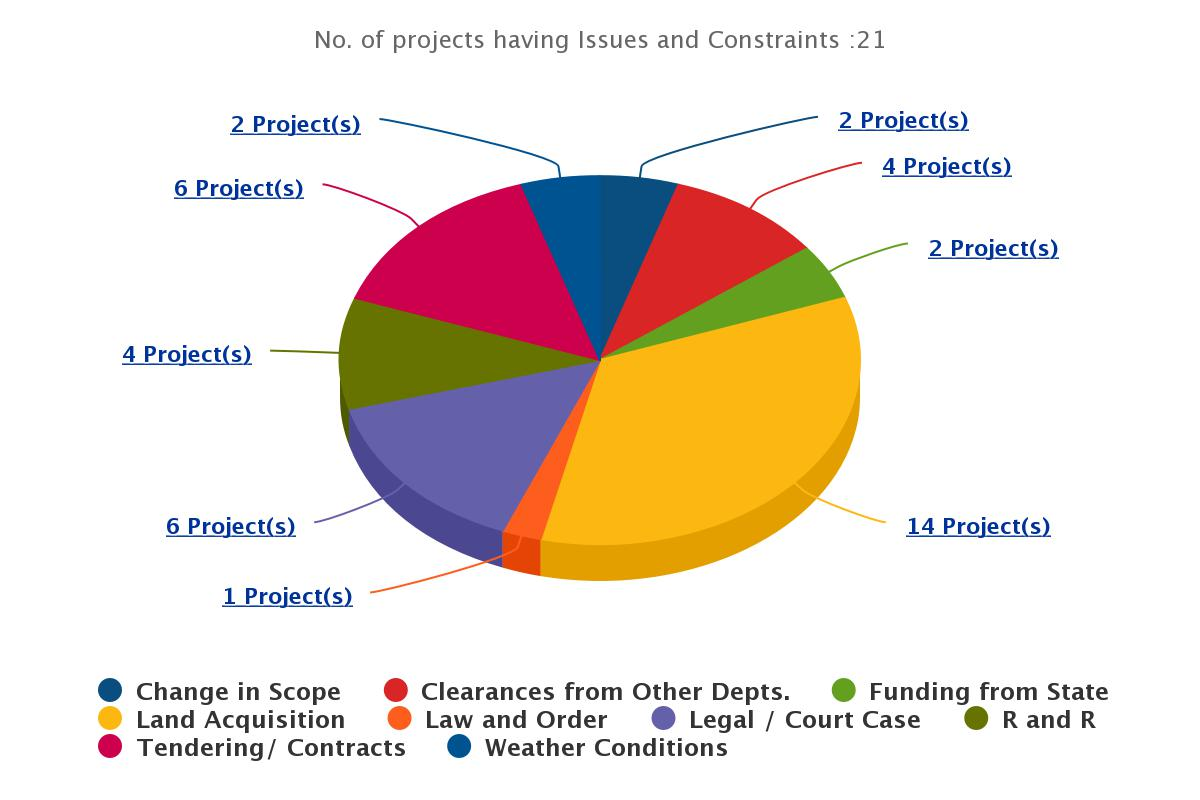 No. of projects having Issues and Constraints :21
2 Project(s)
2 Project(s)
4 Project(s)
6 Project(s)
2 Project(s)
4 Project(s)
6 Project(s)
14 Project(s)
1 Project(s)
Change in Scope
Clearances from Other Depts.
Funding from State
Land Acquisition
Law and Order
Legal / Court Case
R and R
Tendering/ Contracts
Weather Conditions